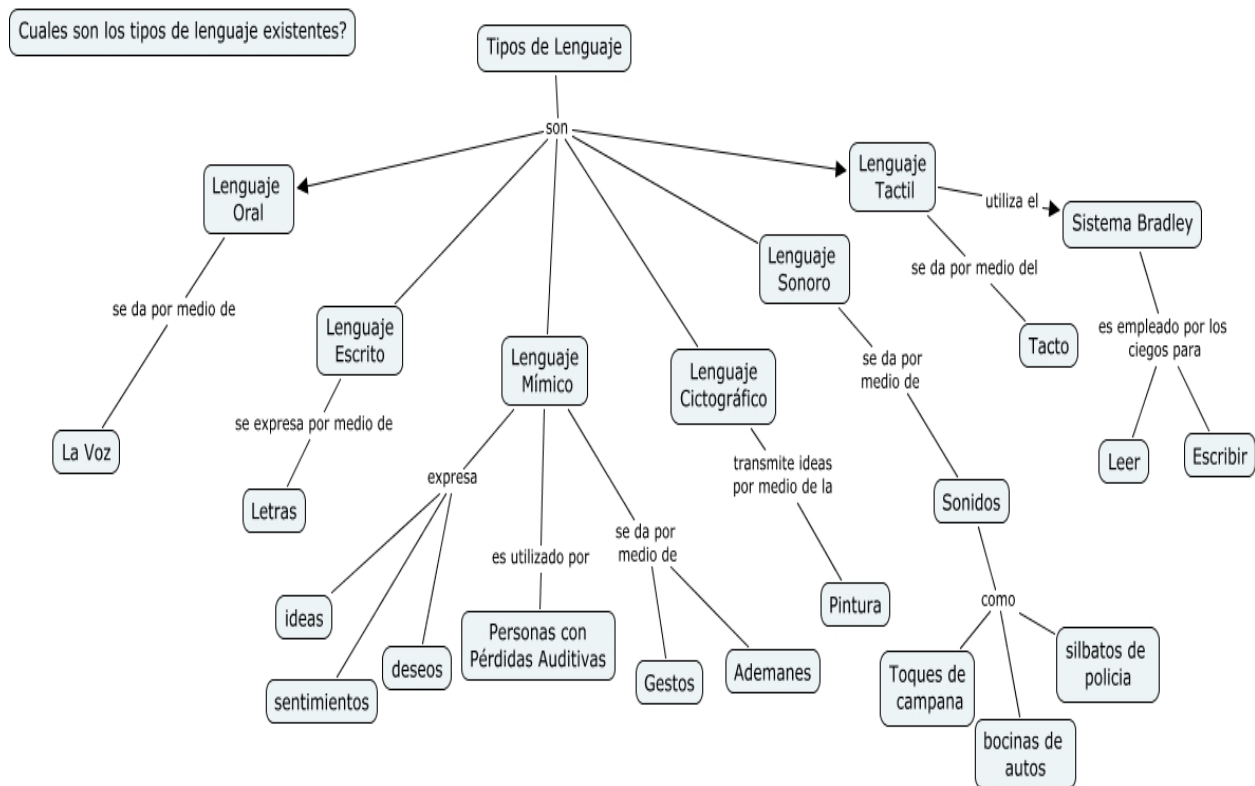 Cuales son los tipos de lenguaje existentes?
Tipos de Lenguaje
son
Lenguaje
Oral
se da por medio de
La Voz
Lenguaje
Escrito
se expresa por medio de
Letras
Lenguaje
Mímico
expresa
ideas
sentimientos
deseos
es utilizado por
Personas con
Pérdidas Auditivas
se da por
medio de
Gestos
Ademanes
Lenguaje
Cictográfico
transmite ideas
por medio de la
Pintura
Lenguaje
Sonoro
se da por
medio de
Sonidos
como
Toques de
campana
bocinas de
autos
silbatos de
policia
Lenguaje
Tactil
se da por medio del
Tacto
utiliza el
Sistema Bradley
es empleado por los
ciegos para
Leer
Escribir